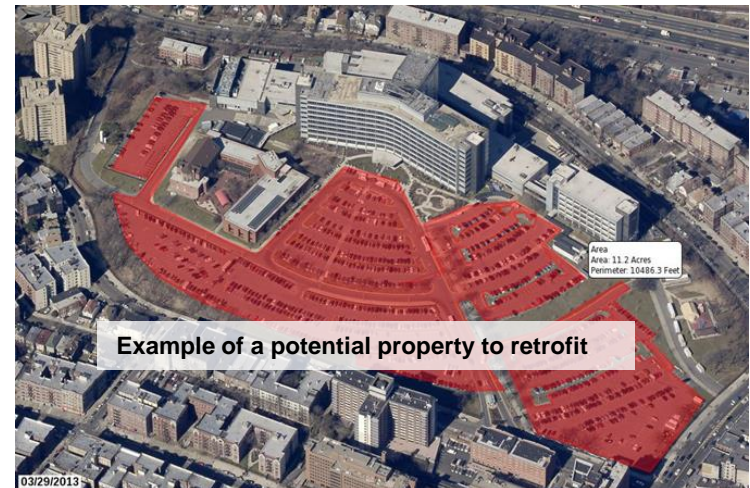 Area
Area: 11.2 Acres
Perimeter: 10486.3 Feet
Example of a potential property to retrofit
03/29/2013